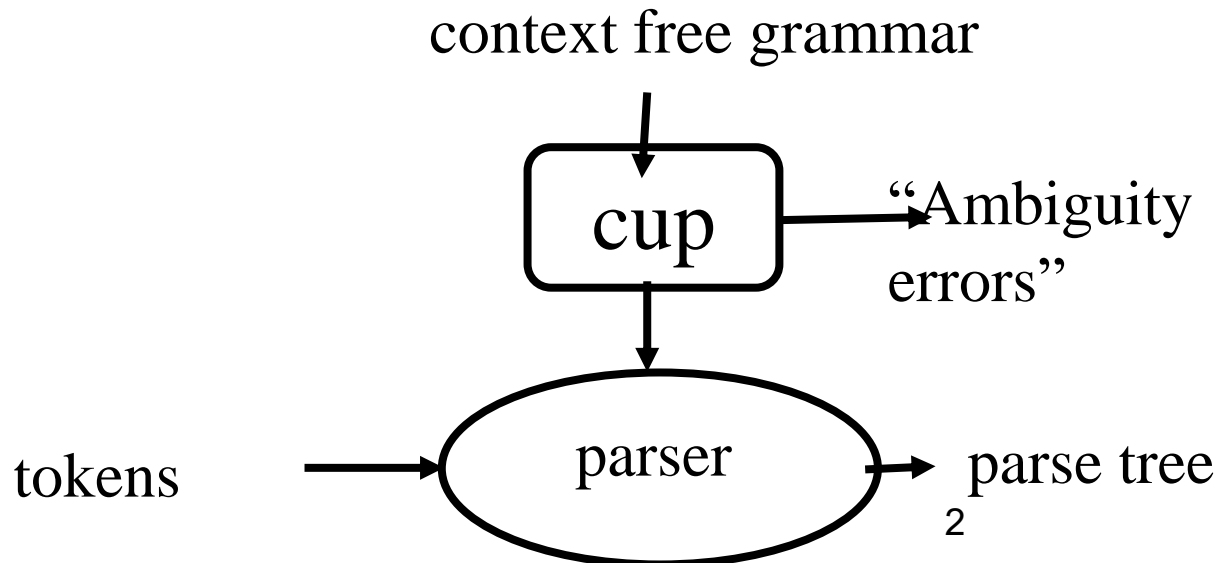 context free grammar
cup
“Ambiguity
errors”
parser
tokens
parse tree
2